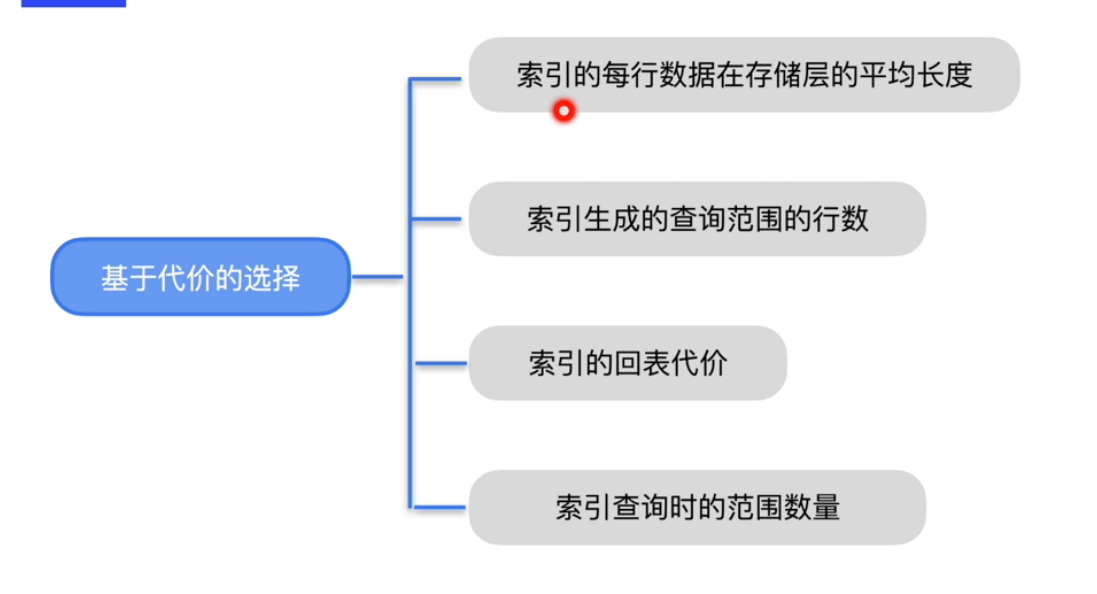 索引的每行数据在存储层的平均长度
索引生成的查询范围的行数
基于代价的选择
索引的回表代价
索引查询时的范围数量